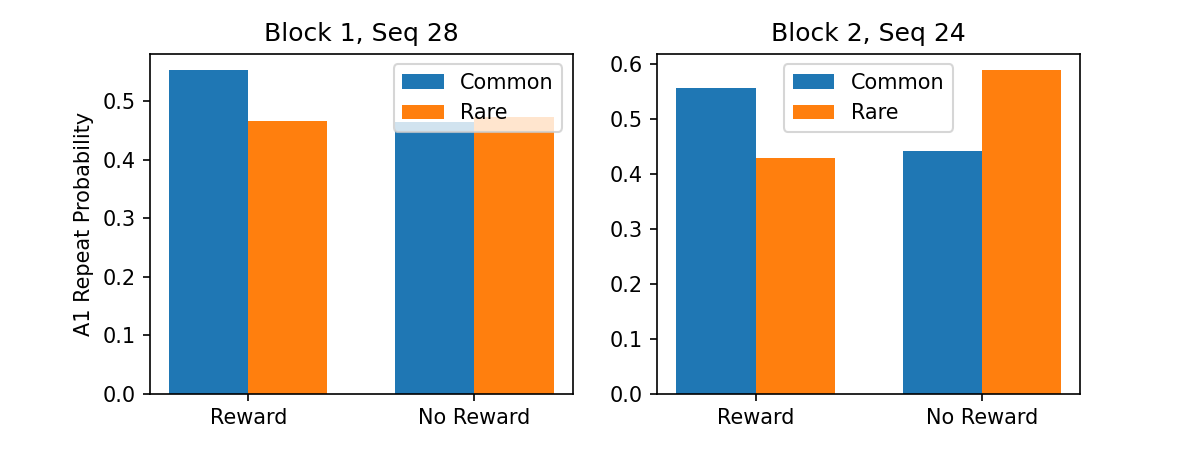 Block 1, Seq 28
A1 Repeat Probability
0.5
0.4
0.3
0.2
0.1
0.0
Common
Rare
Reward
No Reward
Block 2, Seq 24
0.6
0.5
0.4
0.3
0.2
0.1
0.0
Common
Rare
Reward
No Reward